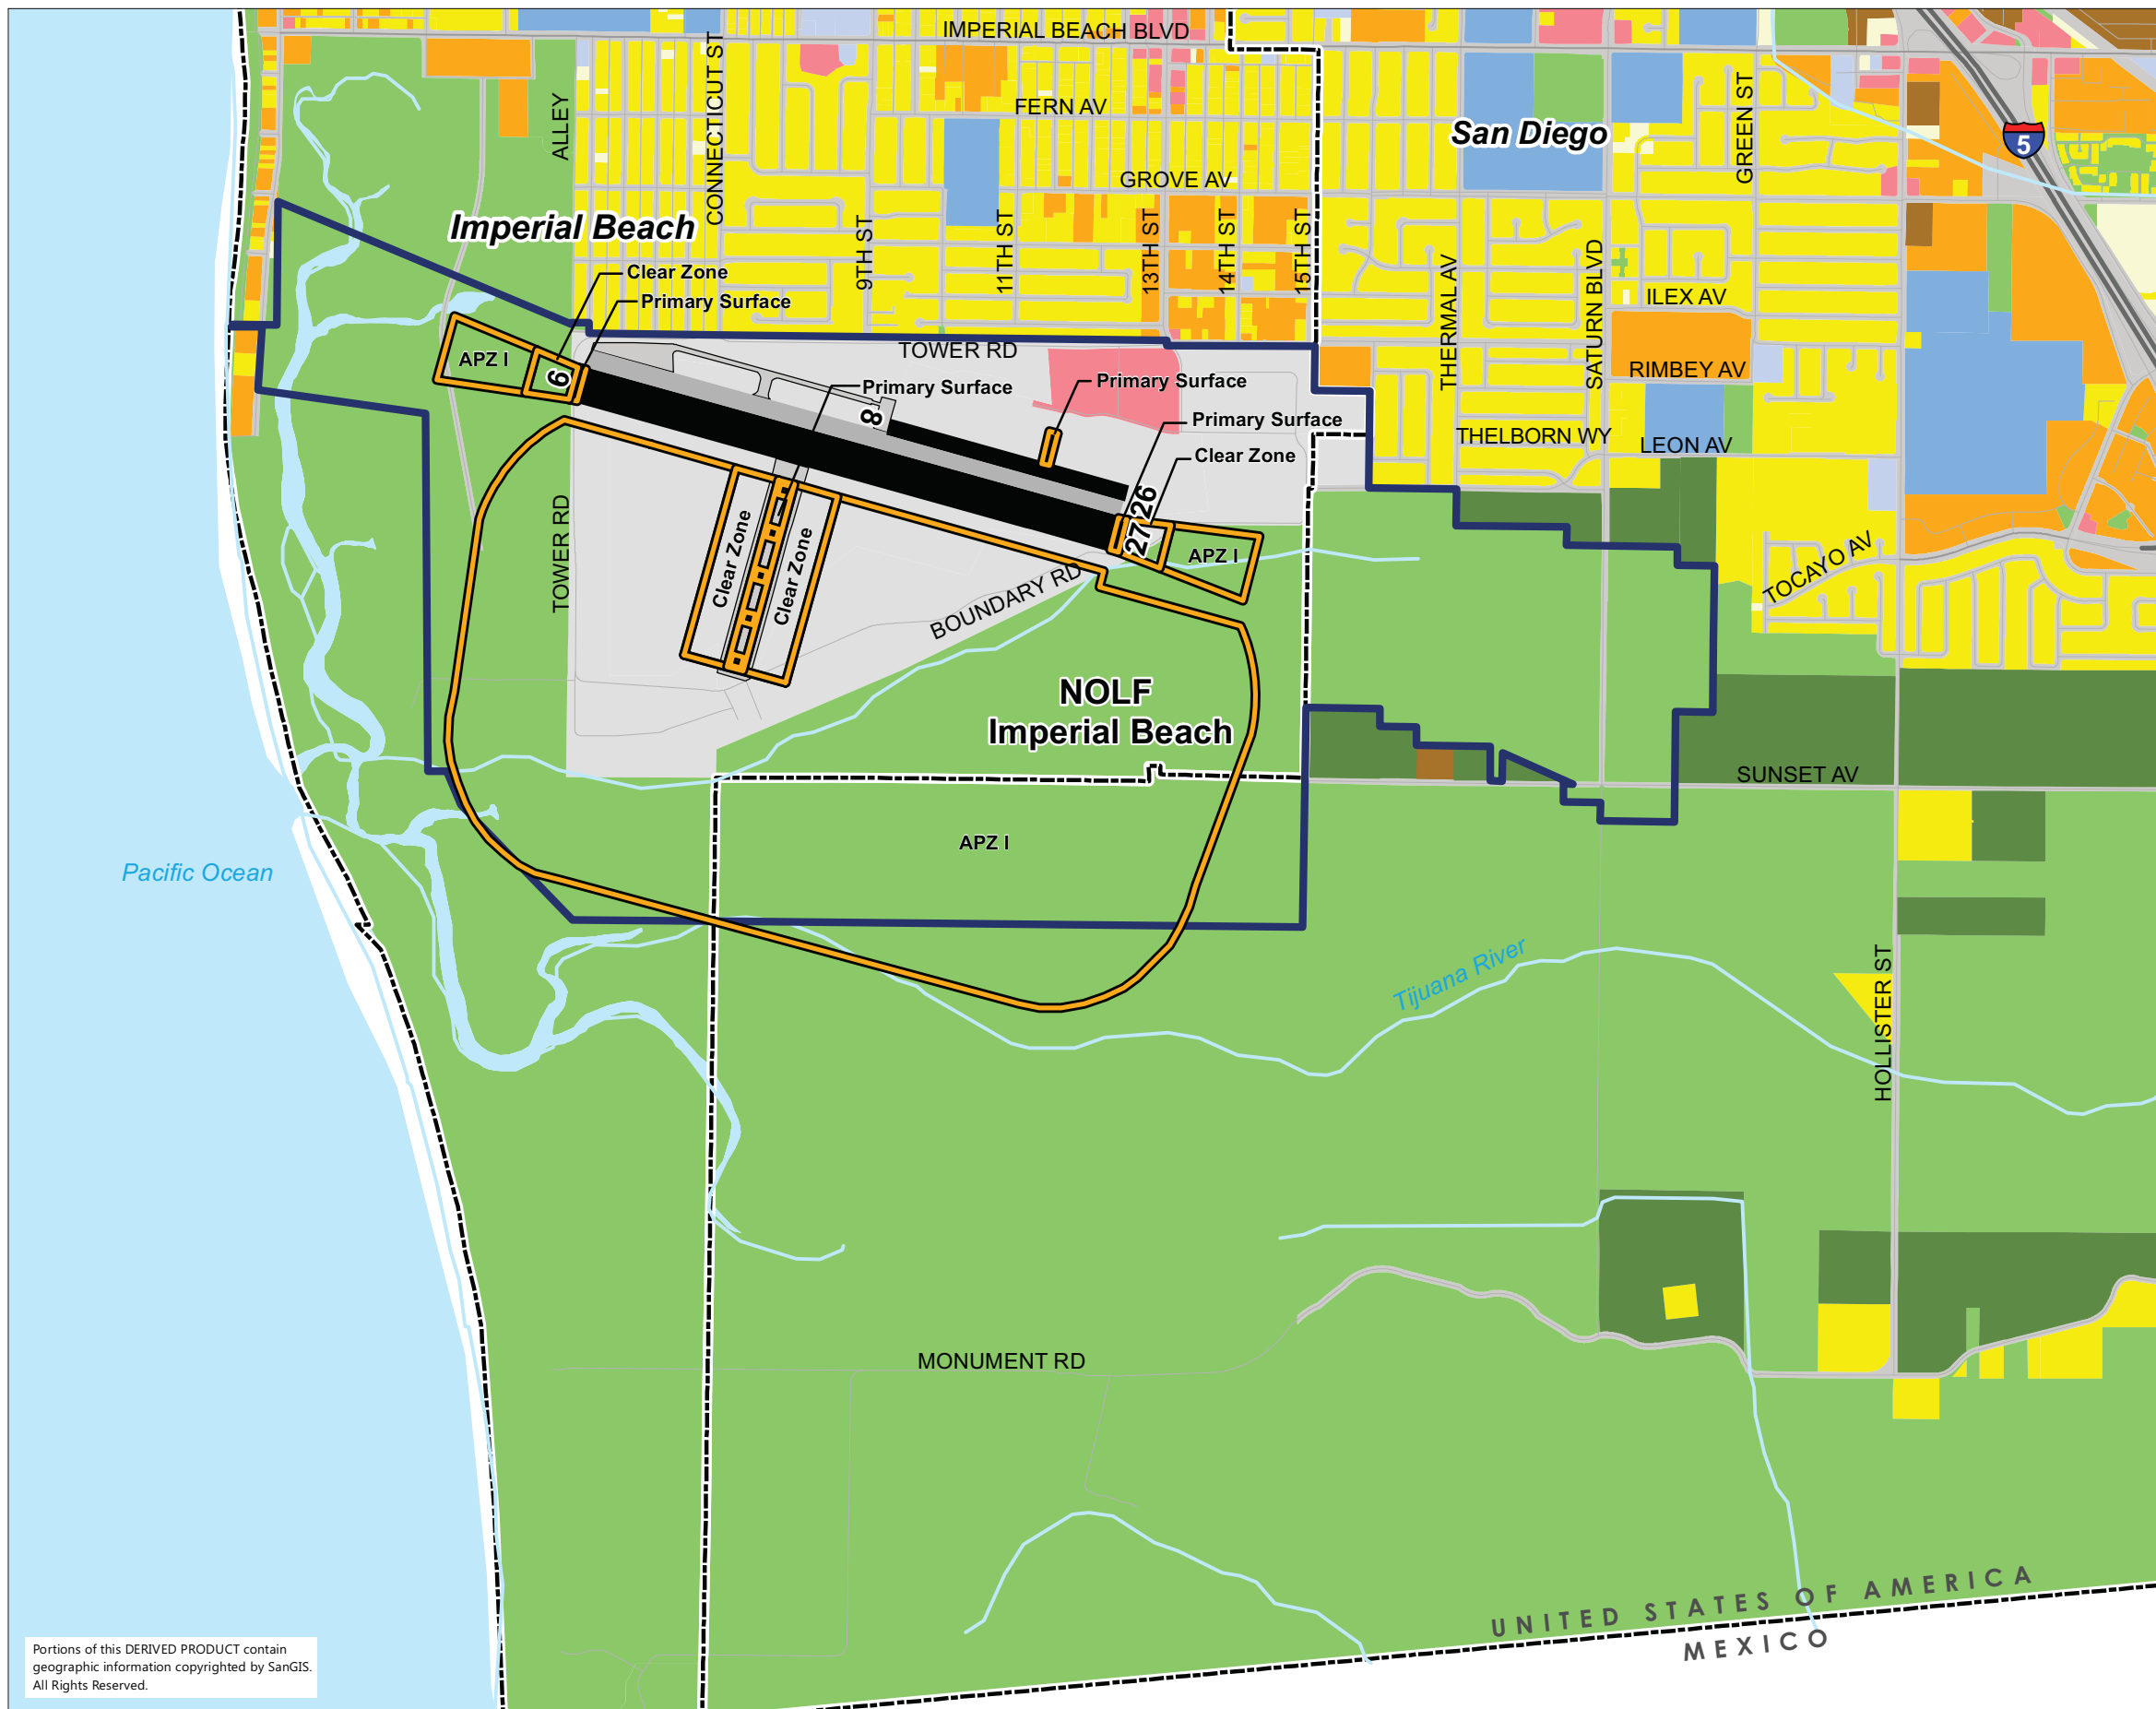 IMPERIAL BEACH BLVD
CONNECTICUT ST
ALLEY
FERN AV
San Diego
GREEN ST
5
GROVE AV
Imperial Beach
9TH ST
11TH ST
13TH ST
14TH ST
15TH ST
Clear Zone
Primary Surface
THERMAL AV
SATURN BLVD
ILEX AV
TOWER RD
APZ I
9
RIMBEY AV
Primary Surface
Primary Surface
8
Primary Surface
THELBORN WY
LEON AV
Clear Zone
26
27
TOWER RD
Clear Zone
Clear Zone
APZ I
TOCAYO AV
BOUNDARY RD
NOLF
Imperial Beach
SUNSET AV
APZ I
Pacific Ocean
Tijuana River
HOLLISTER ST
MONUMENT RD
UNITED STATES OF AMERICA
MEXICO
Portions of this DERIVED PRODUCT contain
geographic information copyrighted by SanGIS.
All Rights Reserved.